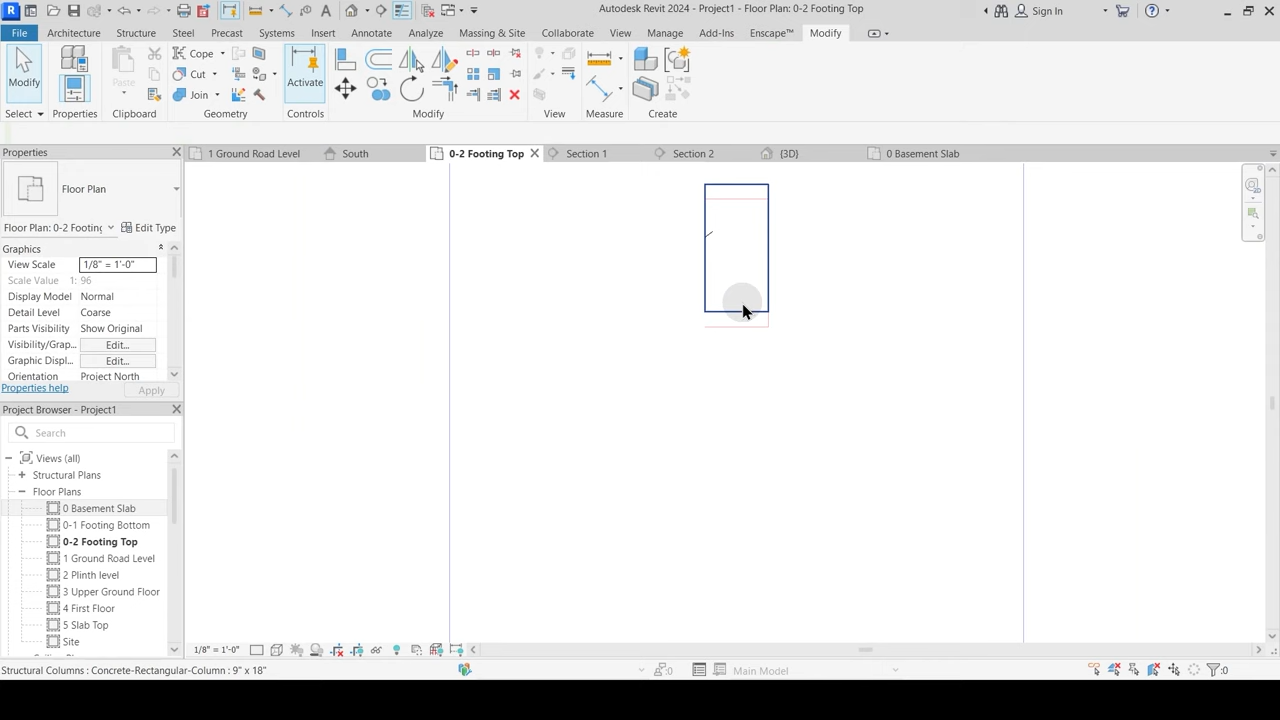 Autodesk Revit 2024 - Project1 - Floor Plan: 0-2 Footing Top
Sign In
File Architecture Structure Steel Precast Systems Insert Annotate Analyze Massing & Site Collaborate View Manage Add-Ins Enscape™ Modify
Modify
Paste
Cope
Cut
Join
Activate
Select Properties Clipboard Geometry Controls Modify View Measure Create
Properties
1 Ground Road Level South 0-2 Footing Top Section 1 Section 2 {3D} 0 Basement Slab
Floor Plan
Floor Plan: 0-2 Footing Edit Type
Graphics
View Scale 1/8" = 1'-0"
Scale Value 1: 96
Display Model Normal
Detail Level Coarse
Parts Visibility Show Original
Visibility/Grap... Edit...
Graphic Displ... Edit...
Orientation Project North
Properties help Apply
Project Browser - Project1
Search
Views (all)
Structural Plans
Floor Plans
0 Basement Slab
0-1 Footing Bottom
0-2 Footing Top
1 Ground Road Level
2 Plinth level
3 Upper Ground Floor
4 First Floor
5 Slab Top
Site
1/8" = 1'-0"
Structural Columns : Concrete-Rectangular-Column : 9" x 18" :0 Main Model :0